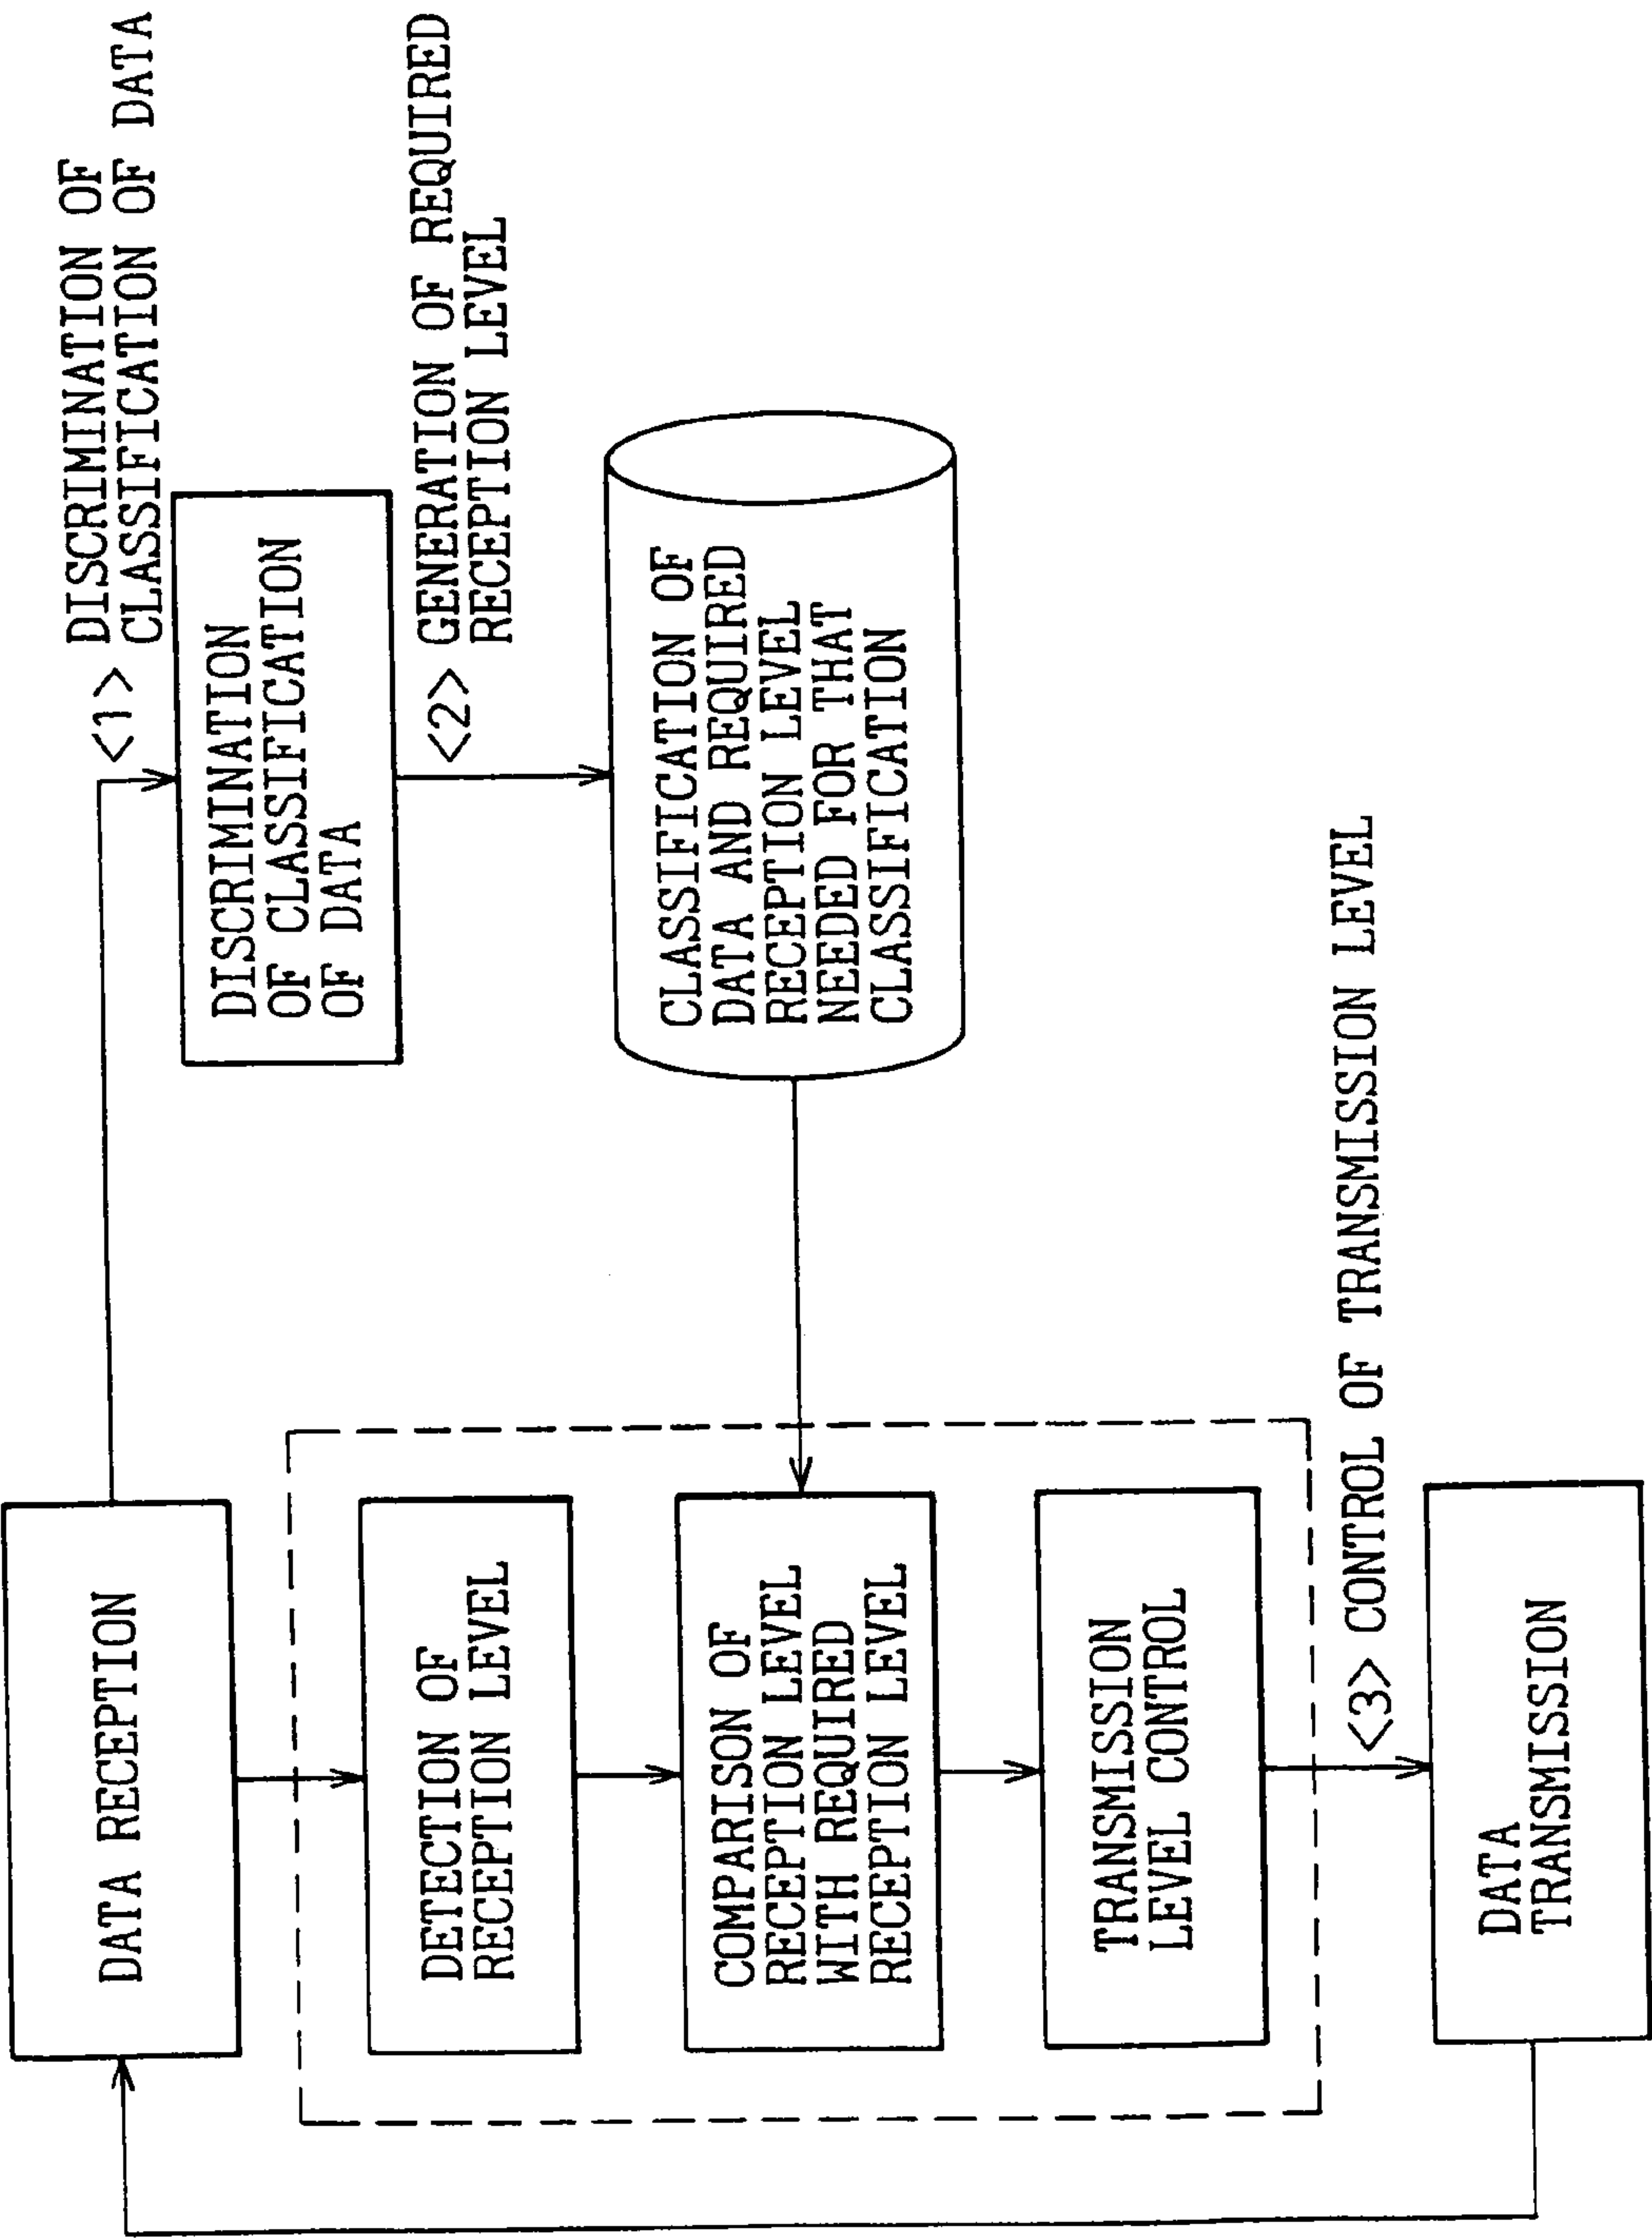 DATA RECEPTION
<1> DISCRIMINATION OF
CLASSIFICATION OF DATA
DISCRIMINATION
OF CLASSIFICATION
OF DATA
<2> GENERATION OF REQUIRED
RECEPTION LEVEL
DETECTION OF
RECEPTION LEVEL
CLASSIFICATION OF
DATA AND REQUIRED
RECEPTION LEVEL
NEEDED FOR THAT
CLASSIFICATION
COMPARISON OF
RECEPTION LEVEL
WITH REQUIRED
RECEPTION LEVEL
TRANSMISSION
LEVEL CONTROL
<3> CONTROL OF TRANSMISSION LEVEL
DATA
TRANSMISSION